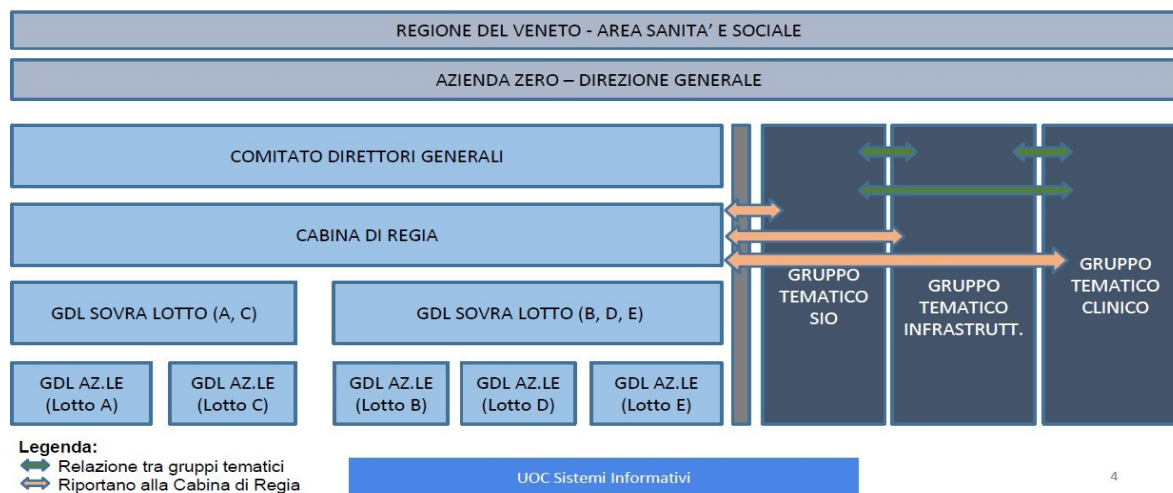 REGIONE DEL VENETO - AREA SANITA' E SOCIALE
AZIENDA ZERO – DIREZIONE GENERALE
COMITATO DIRETTORI GENERALI
CABINA DI REGIA
GDL SOVRA LOTTO (A, C)
GDL SOVRA LOTTO (B, D, E)
GDL AZ.LE
(Lotto A)
GDL AZ.LE
(Lotto C)
GDL AZ.LE
(Lotto B)
GDL AZ.LE
(Lotto D)
GDL AZ.LE
(Lotto E)
GRUPPO
TEMATICO
SIO
GRUPPO
TEMATICO
INFRASTRUTT.
GRUPPO
TEMATICO
CLINICO
Legenda:
Relazione tra gruppi tematici
Riportano alla Cabina di Regia
UOC Sistemi Informativi
4